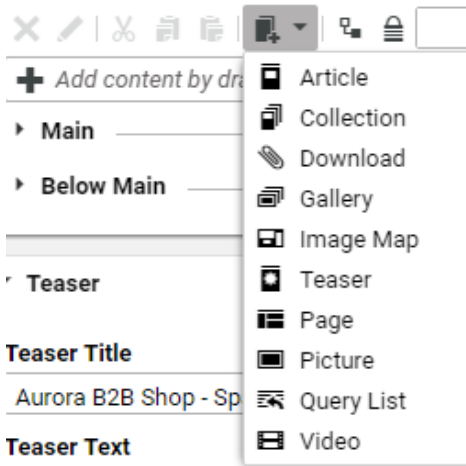 Add content by dra
Main
Below Main
Teaser
Teaser Title
Aurora B2B Shop - Sp
Teaser Text
Article
Collection
Download
Gallery
Image Map
Teaser
Page
Picture
Query List
Video